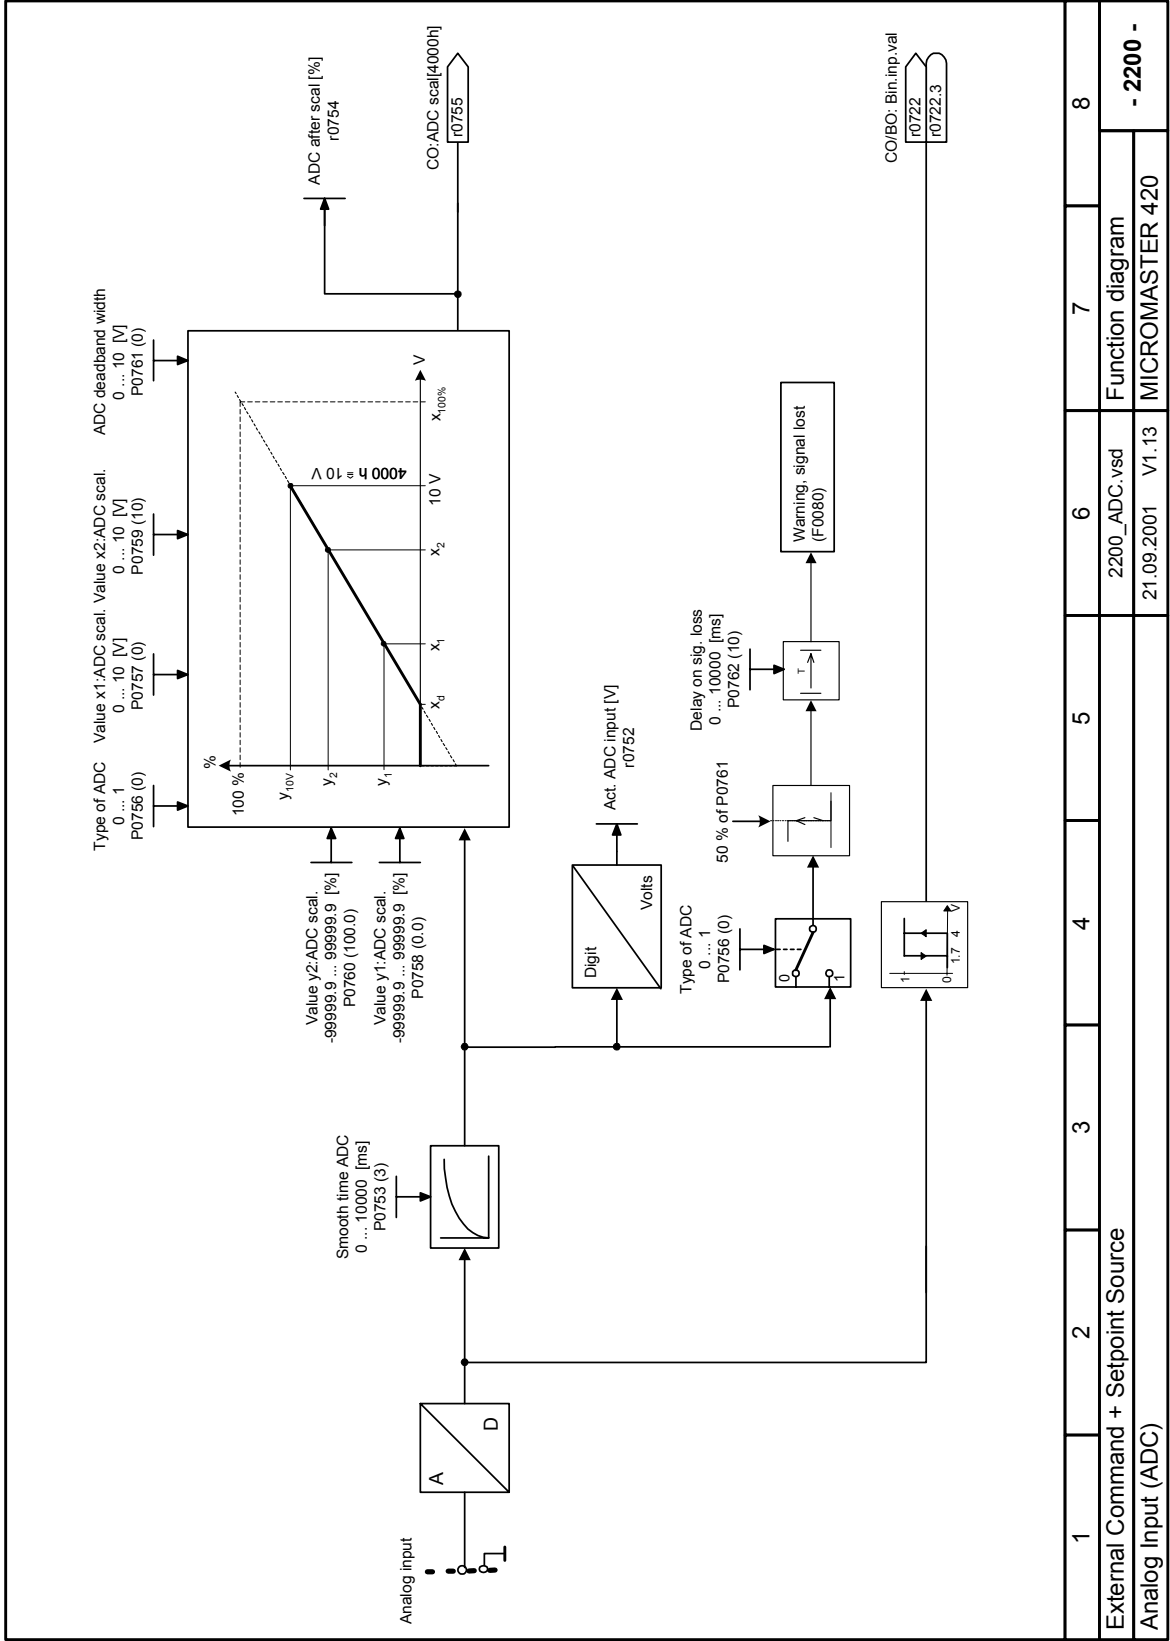 Analog input
A
D
Smooth time ADC
0 ... 10000 [ms]
P0753 (3)
Type of ADC
0 ... 1
P0756 (0)
Value x1:ADC scal.
0 ... 10 [V]
P0757 (0)
Value x2:ADC scal.
0 ... 10 [V]
P0759 (10)
ADC deadband width
0 ... 10 [V]
P0761 (0)
Value y2:ADC scal.
-99999.9 ... 99999.9 [%]
P0760 (100.0)
Value y1:ADC scal.
-99999.9 ... 99999.9 [%]
P0758 (0.0)
%
100 %
y10V
y2
y1
xd
x1
x2
10 V
x100%
V
4000 h ≙ 10 V
ADC after scal [%]
r0754
CO:ADC scal[4000h]
r0755
Digit
Volts
Act. ADC input [V]
r0752
Type of ADC
0 ... 1
P0756 (0)
0
1
50 % of P0761
Delay on sig. loss
0 ... 10000 [ms]
P0762 (10)
T
Warning, signal lost
(F0080)
1
0
1.7 4
V
CO/BO: Bin.inp.val
r0722
r0722.3
1 2 3 4 5 6 7 8
External Command + Setpoint Source
Analog Input (ADC)
2200_ADC.vsd
21.09.2001 V1.13
Function diagram
MICROMASTER 420
- 2200 -